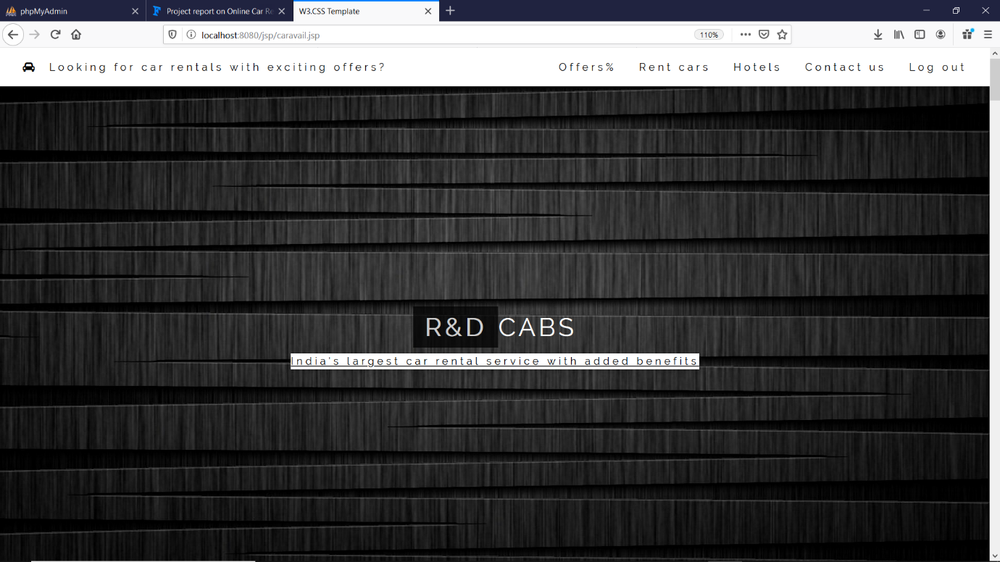 phpMyAdmin
Project report on Online Car Re
W3.CSS Template
localhost:8080/jsp/caravail.jsp
110%
Looking for car rentals with exciting offers?
Offers%
Rent cars
Hotels
Contact us
Log out
R&D CABS
India's largest car rental service with added benefits